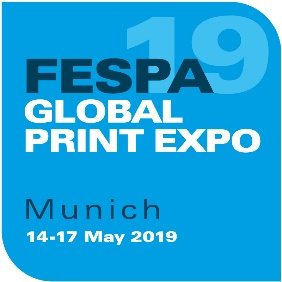 FESPA 19
GLOBAL
PRINT EXPO
Munich
14-17 May 2019